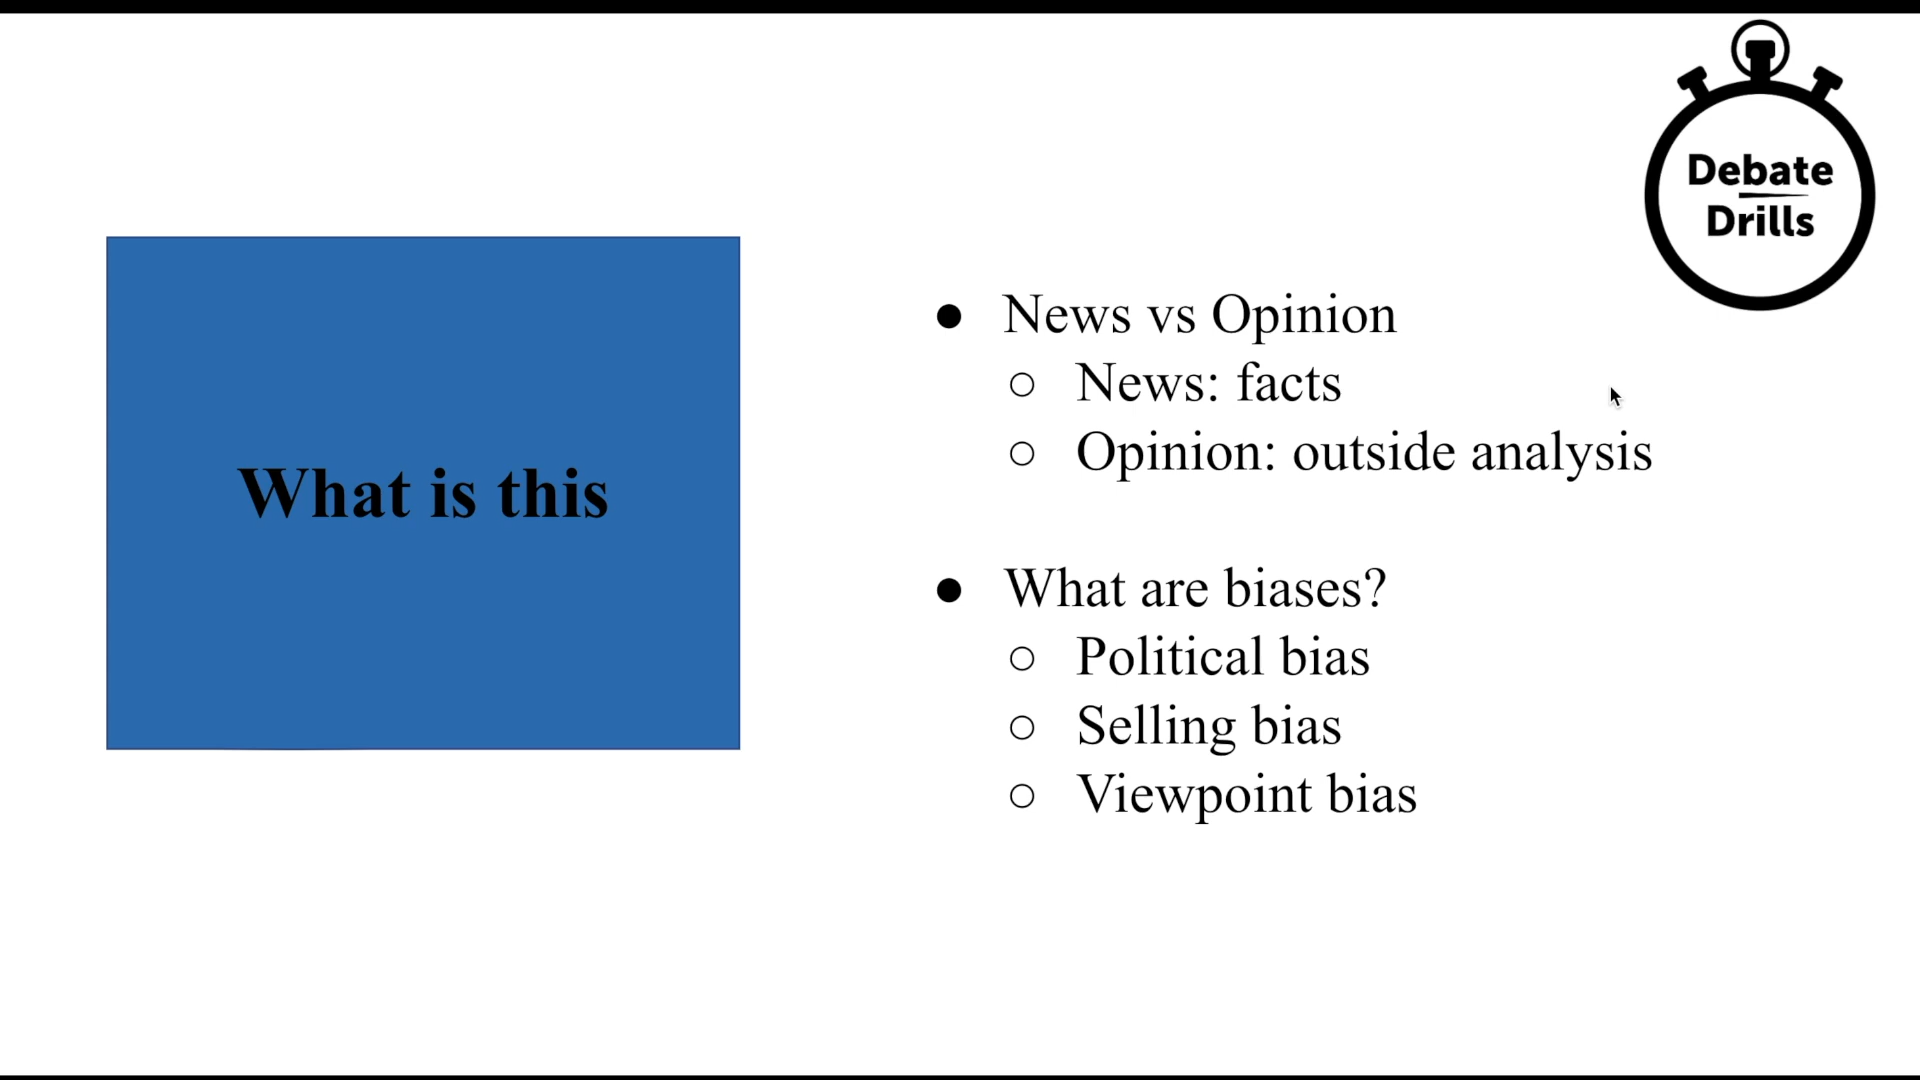 Debate
Drills
What is this
● News vs Opinion
○ News: facts
○ Opinion: outside analysis
● What are biases?
○ Political bias
○ Selling bias
○ Viewpoint bias